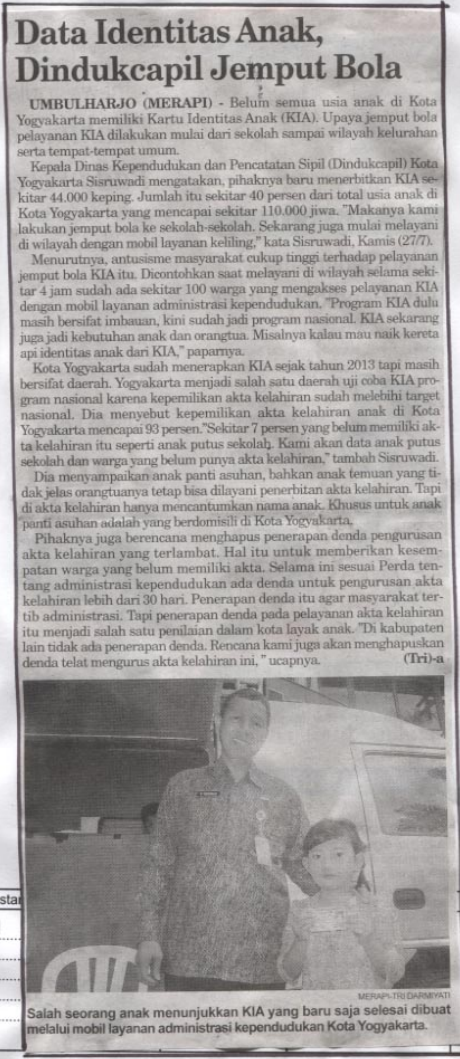 Data Identitas Anak,
Dindukcapil Jemput Bola
UMBULHARJO (MERAPI) - Belum semua usia anak di Kota
Yogyakarta memiliki Kartu Identitas Anak (KIA). Upaya jemput bola
pelayanan KIA dilakukan mulai dari sekolah sampai wilayah kelurahan
serta tempat-tempat umum.
Kepala Dinas Kependudukan dan Pencatatan Sipil (Dindukcapil) Kota
Yogyakarta Sisruwadi mengatakan, pihaknya baru menerbitkan KIA se-
kitar 44.000 keping. Jumlah itu sekitar 40 persen dari total usia anak di
Kota Yogyakarta yang mencapai sekitar 110.000 jiwa. "Makanya kami
lakukan jemput bola ke sekolah-sekolah. Sekarang juga mulai melayani
di wilayah dengan mobil layanan keliling," kata Sisruwadi, Kamis (27/7).
Menurutnya, antusisme masyarakat cukup tinggi terhadap pelayanan
jemput bola KIA itu. Dicontohkan saat melayani di wilayah selama seki-
tar 4 jam sudah ada sekitar 100 warga yang mengakses pelayanan KIA
dengan mobil layanan administrasi kependudukan. "Program KIA dulu
masih bersifat imbauan, kini sudah jadi program nasional. KIA sekarang
juga jadi kebutuhan anak dan orangtua. Misalnya kalau mau naik kereta
api identitas anak dari KIA," paparnya.
Kota Yogyakarta sudah menerapkan KIA sejak tahun 2013 tapi masih
bersifat daerah. Yogyakarta menjadi salah satu daerah uji coba KIA pro-
gram nasional karena kepemilikan akta kelahiran sudah melebihi target
nasional. Dia menyebut kepemilikan akta kelahiran anak di Kota
Yogyakarta mencapai 93 persen."Sekitar 7 persen yang belum memiliki ak-
ta kelahiran itu seperti anak putus sekolah. Kami akan data anak putus
sekolah dan warga yang belum punya akta kelahiran," tambah Sisruwadi.
Dia menyampaikan anak panti asuhan, bahkan anak temuan yang ti-
dak jelas orangtuanya tetap bisa dilayani penerbitan akta kelahiran. Tapi
di akta kelahiran hanya mencantumkan nama anak. Khusus untuk anak
panti asuhan adalah yang berdomisili di Kota Yogyakarta.
Pihaknya juga berencana menghapus penerapan denda pengurusan
akta kelahiran yang terlambat. Hal itu untuk memberikan kesem-
patan warga yang belum memiliki akta. Selama ini sesuai Perda ten-
tang administrasi kependudukan ada denda untuk pengurusan akta
kelahiran lebih dari 30 hari. Penerapan denda itu agar masyarakat ter-
tib administrasi. Tapi penerapan denda pada pelayanan akta kelahiran
itu menjadi salah satu penilaian dalam kota layak anak. "Di kabupaten
lain tidak ada penerapan denda. Rencana kami juga akan menghapuskan
denda telat mengurus akta kelahiran ini, " ucapnya. (Tri)-a
MERAPI-TRI DARMIYATI
Salah seorang anak menunjukkan KIA yang baru saja selesai dibuat
melalui mobil layanan administrasi kependudukan Kota Yogyakarta.